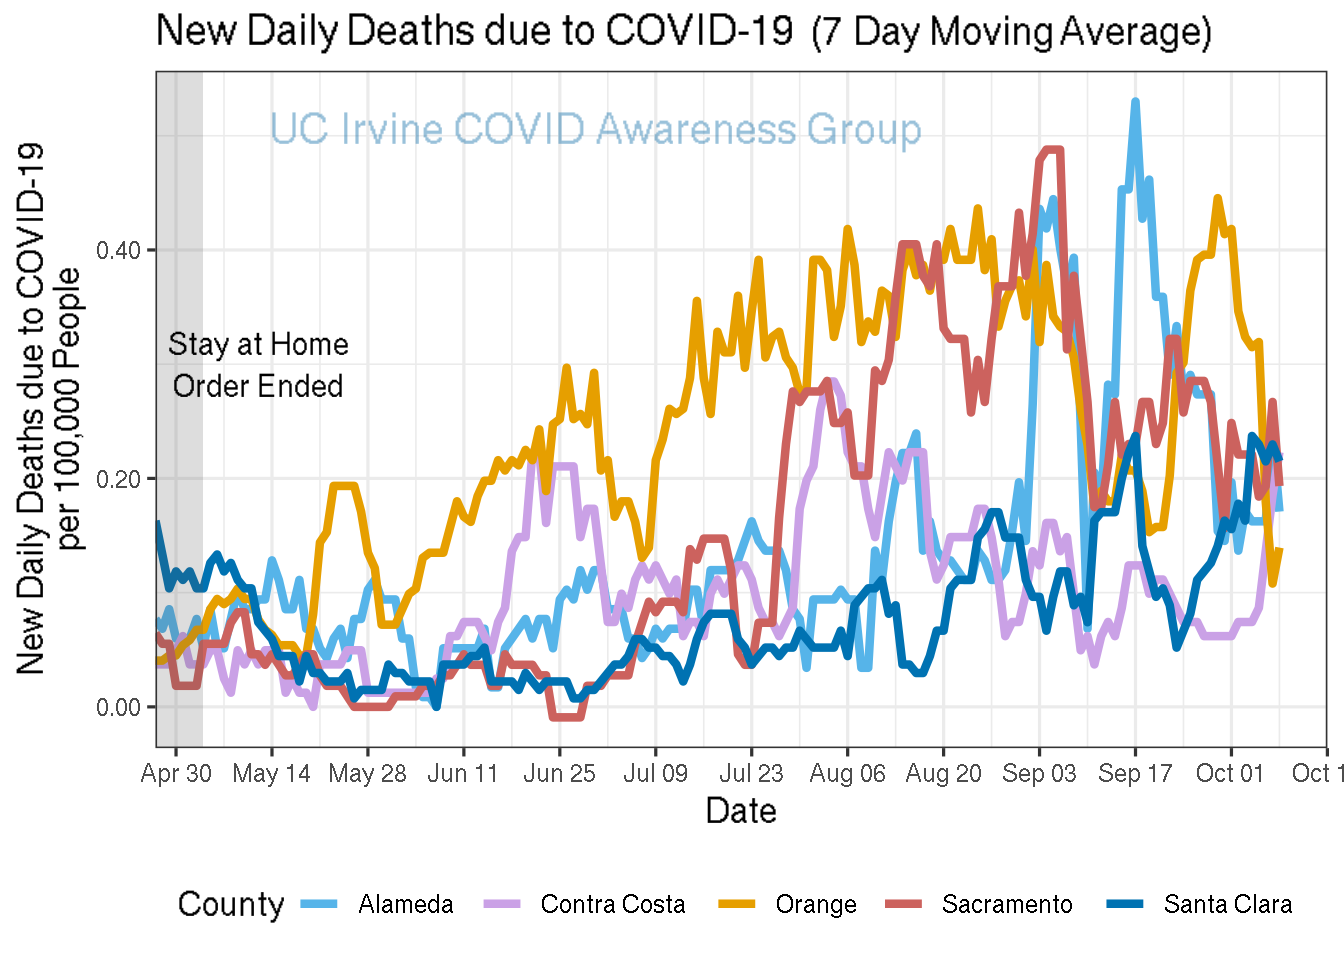 New Daily Deaths due to COVID-19 (7 Day Moving Average)
UC Irvine COVID Awareness Group
New Daily Deaths due to COVID-19
per 100,000 People
0.40
0.20
0.00
Stay at Home
Order Ended
Apr 30 May 14 May 28 Jun 11 Jun 25 Jul 09 Jul 23 Aug 06 Aug 20 Sep 03 Sep 17 Oct 01 Oct 1
Date
County Alameda Contra Costa Orange Sacramento Santa Clara